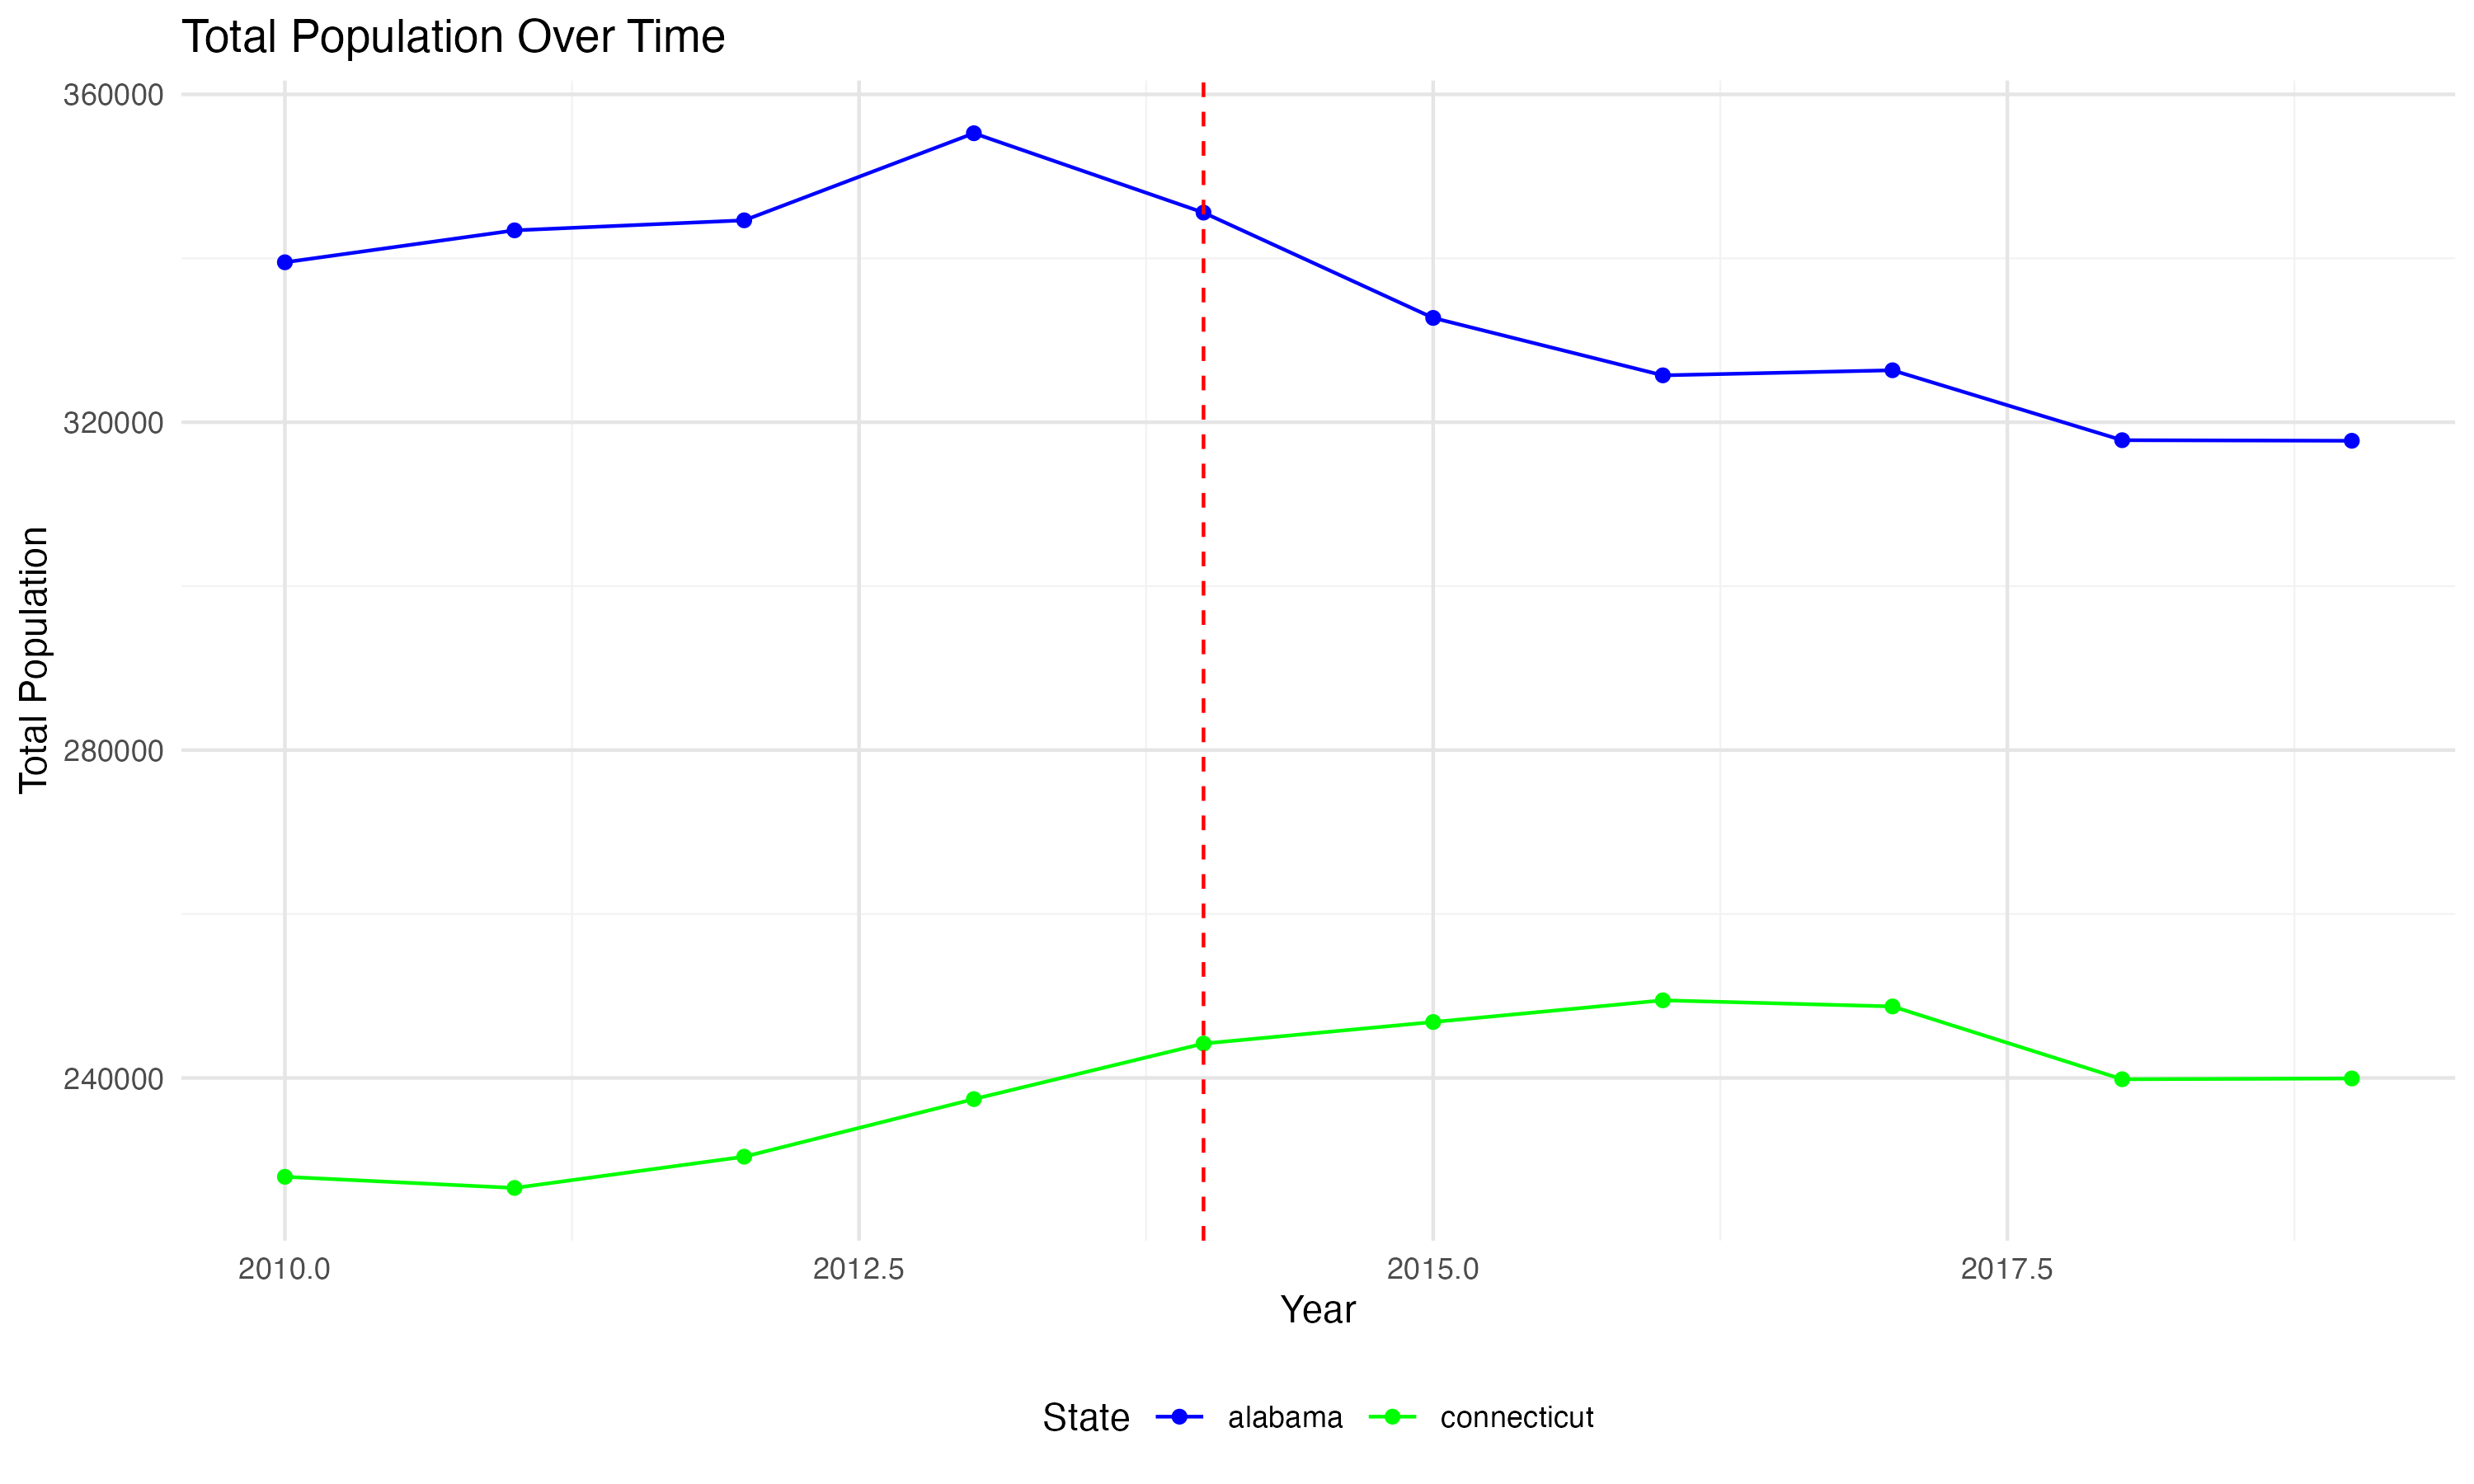 Total Population Over Time
360000
320000
280000
240000
Total Population
2010.0 2012.5 2015.0 2017.5
Year
State alabama connecticut